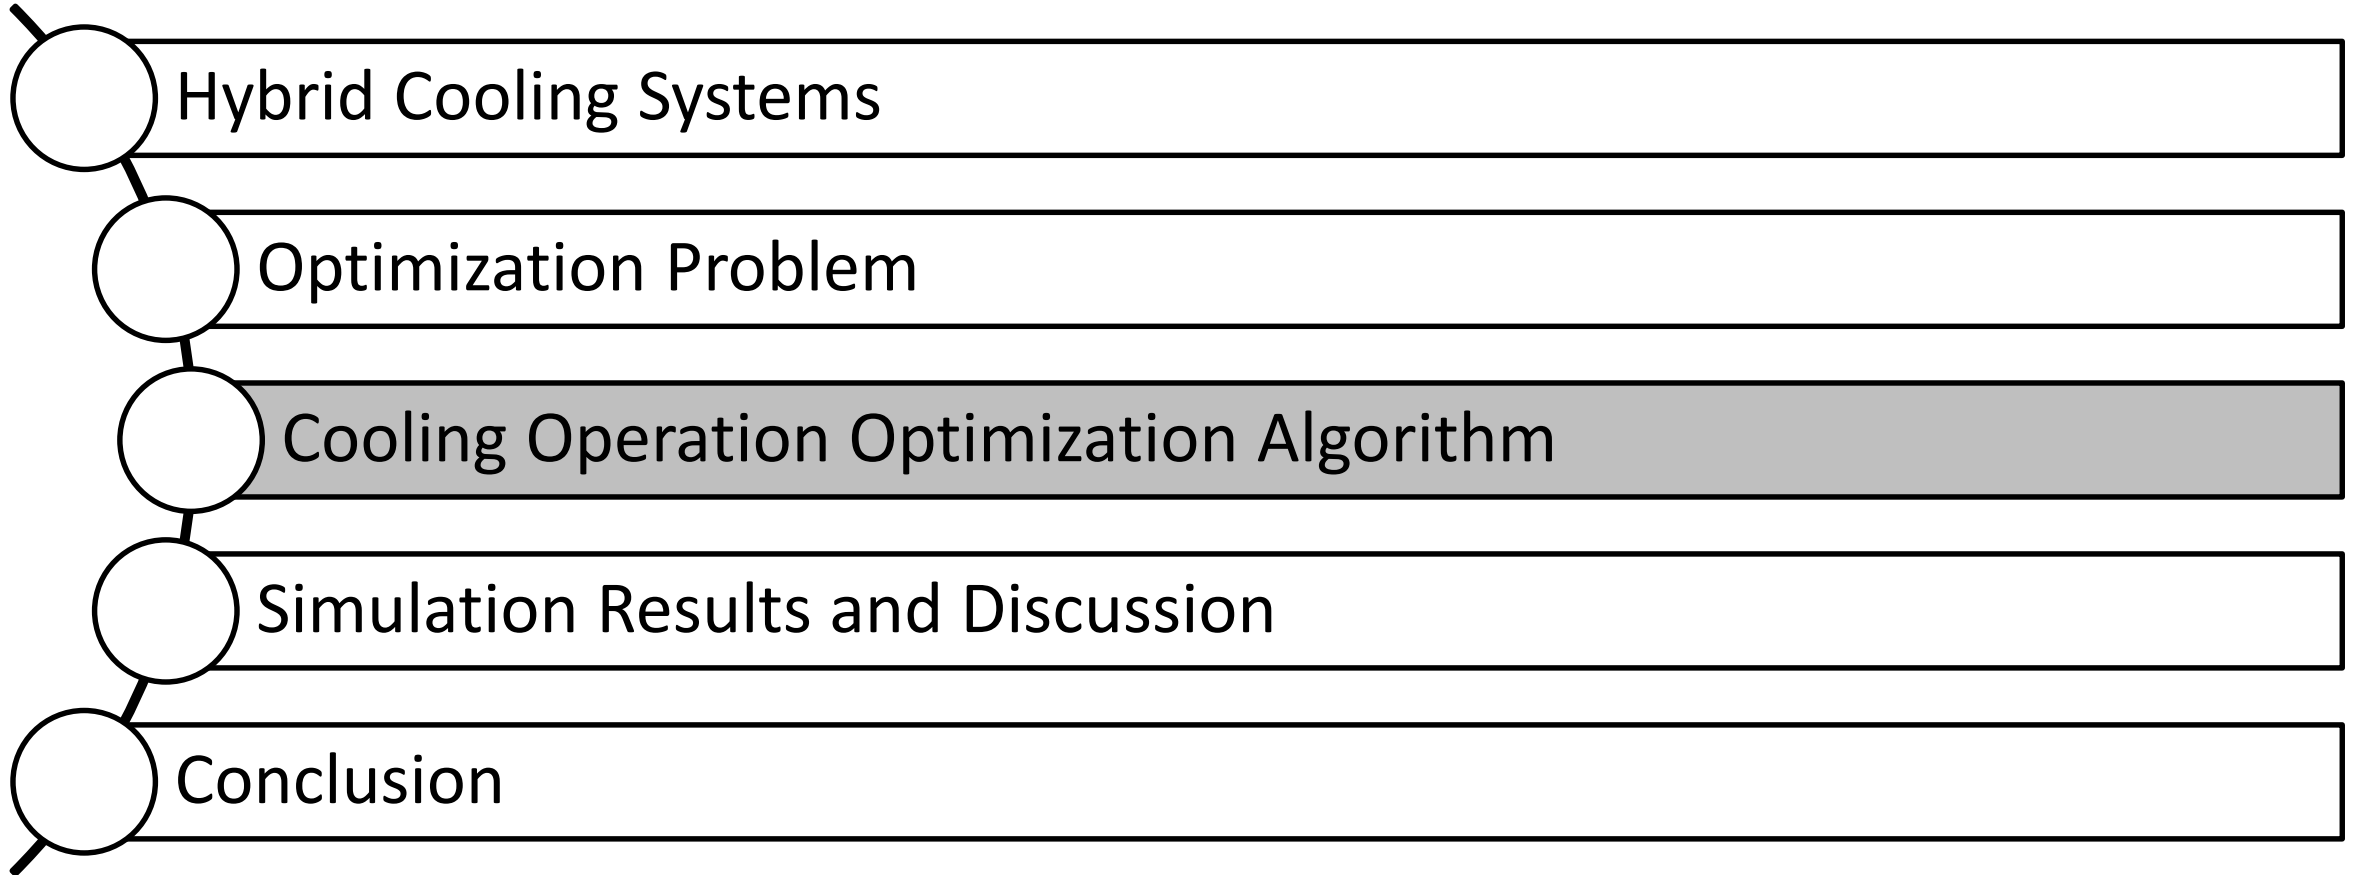 Hybrid Cooling Systems
Optimization Problem
Cooling Operation Optimization Algorithm
Simulation Results and Discussion
Conclusion